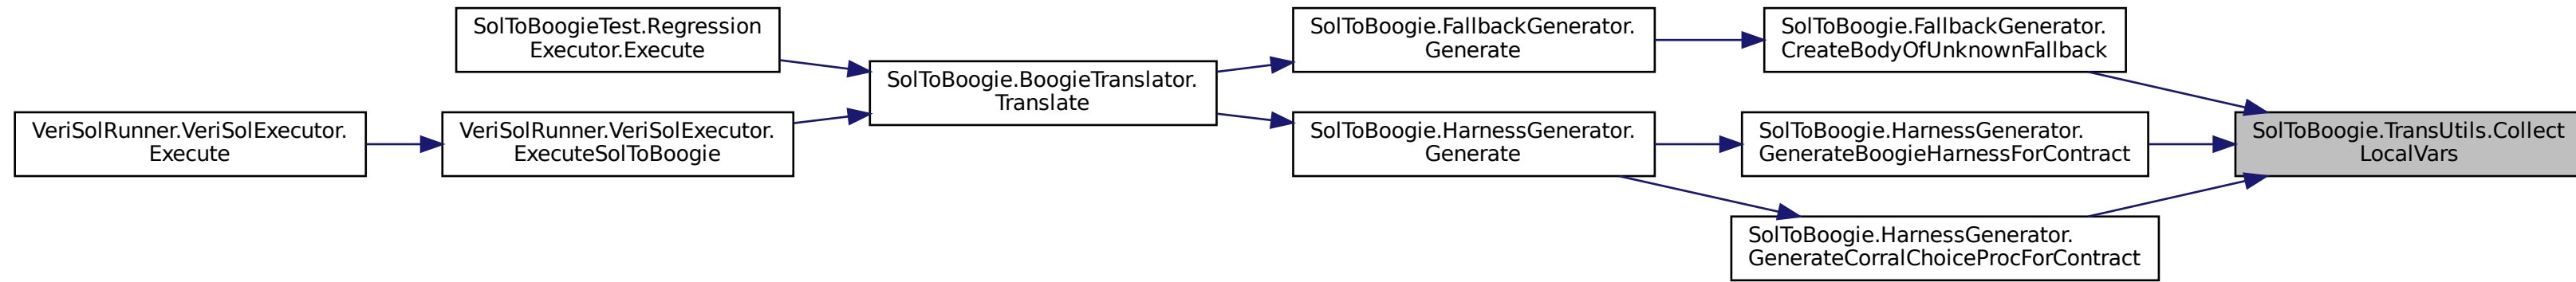 SolToBoogieTest.Regression
Executor.Execute
VeriSolRunner.VeriSolExecutor.
Execute
VeriSolRunner.VeriSolExecutor.
ExecuteSolToBoogie
SolToBoogie.BoogieTranslator.
Translate
SolToBoogie.FallbackGenerator.
Generate
SolToBoogie.HarnessGenerator.
Generate
SolToBoogie.FallbackGenerator.
CreateBodyOfUnknownFallback
SolToBoogie.HarnessGenerator.
GenerateBoogieHarnessForContract
SolToBoogie.HarnessGenerator.
GenerateCorralChoiceProcForContract
SolToBoogie.TransUtils.Collect
LocalVars